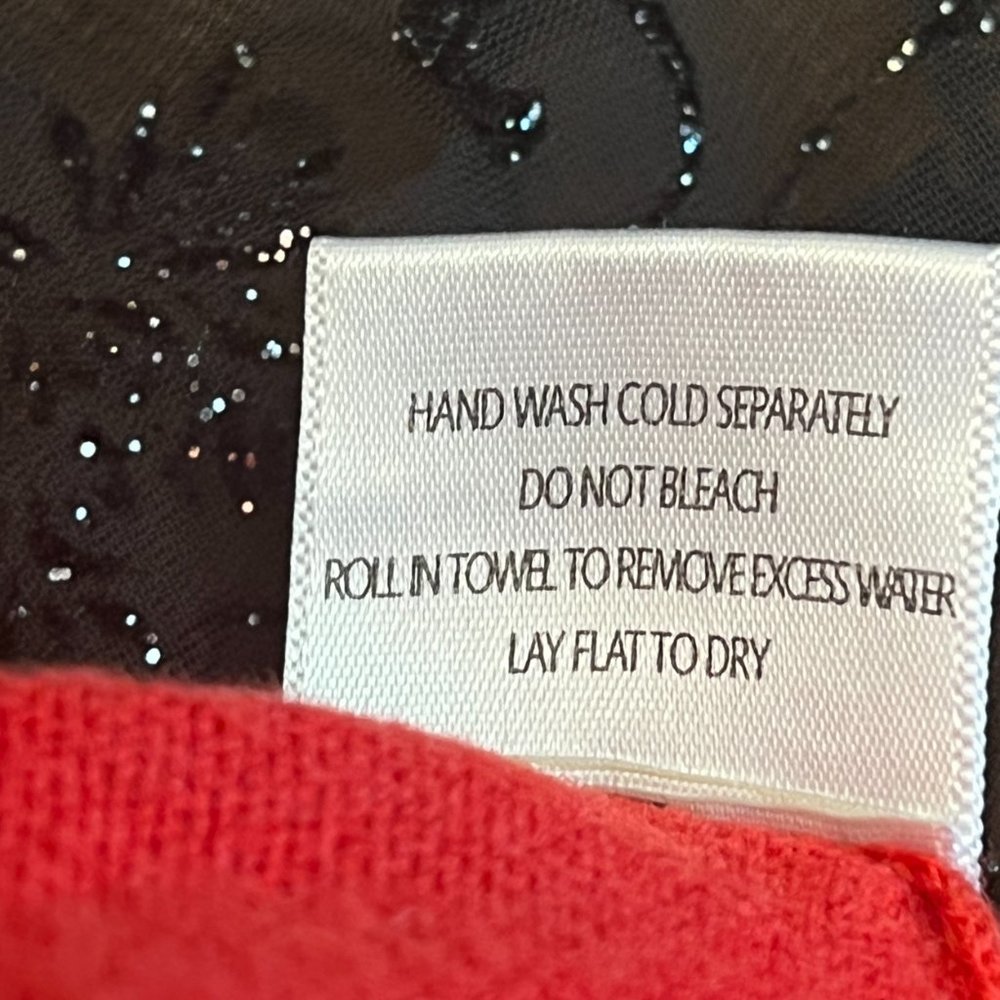 HAND WASH COLD SEPARATELY
DO NOT BLEACH
ROLL IN TOWEL TO REMOVE EXCESS WATER
LAY FLAT TO DRY